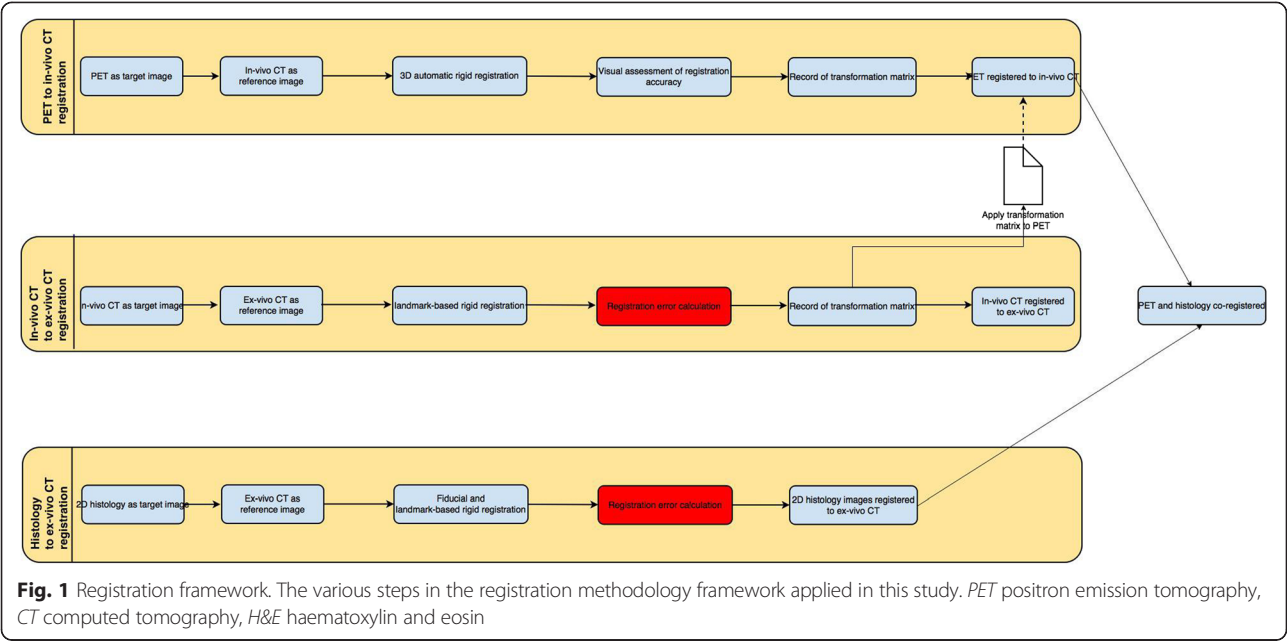 PET to in-vivo CT
registration
PET as target image
In-vivo CT as
reference image
3D automatic rigid registration
Visual assessment of registration
accuracy
Record of transformation matrix
ET registered to in-vivo CT
Apply transformation
matrix to PET
In-vivo CT
to ex-vivo CT
registration
n-vivo CT as target image
Ex-vivo CT as
reference image
landmark-based rigid registration
Registration error calculation
Record of transformation matrix
In-vivo CT registered
to ex-vivo CT
PET and histology co-registered
Histology
to ex-vivo CT
registration
2D histology as target image
Ex-vivo CT as
reference image
Fiducial and
landmark-based rigid registration
Registration error calculation
2D histology images registered
to ex-vivo CT
Fig. 1 Registration framework. The various steps in the registration methodology framework applied in this study. PET positron emission tomography,
CT computed tomography, H&E haematoxylin and eosin